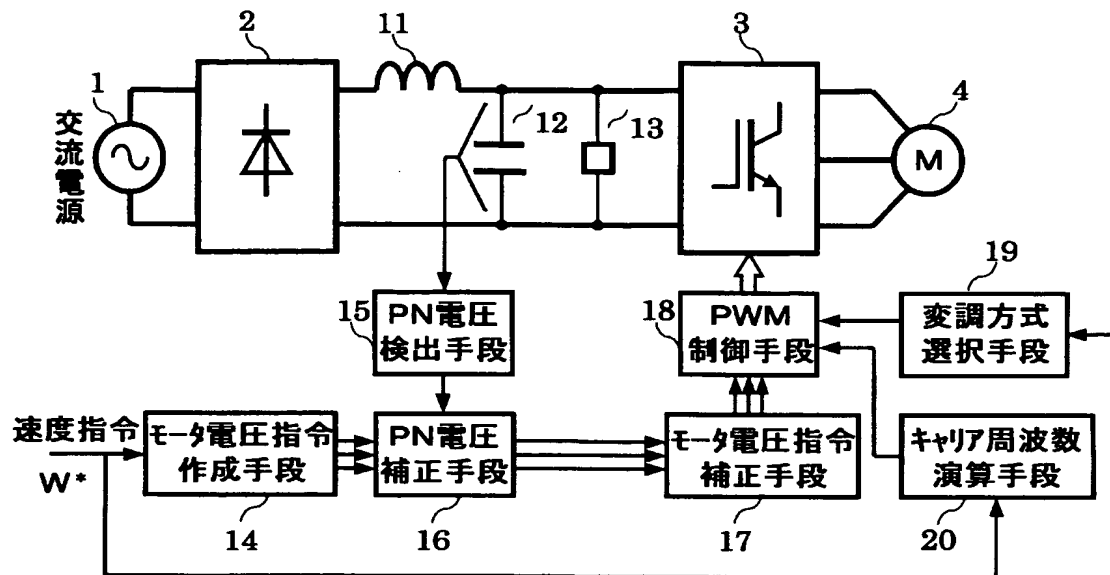 11
2
3
1
4
12
13
M
交流電源
19
15
PN電圧
検出手段
18
PWM
制御手段
変調方式
選択手段
速度指令
W*
モータ電圧指令
作成手段
PN電圧
補正手段
モータ電圧指令
補正手段
キャリア周波数
演算手段
14
16
17
20